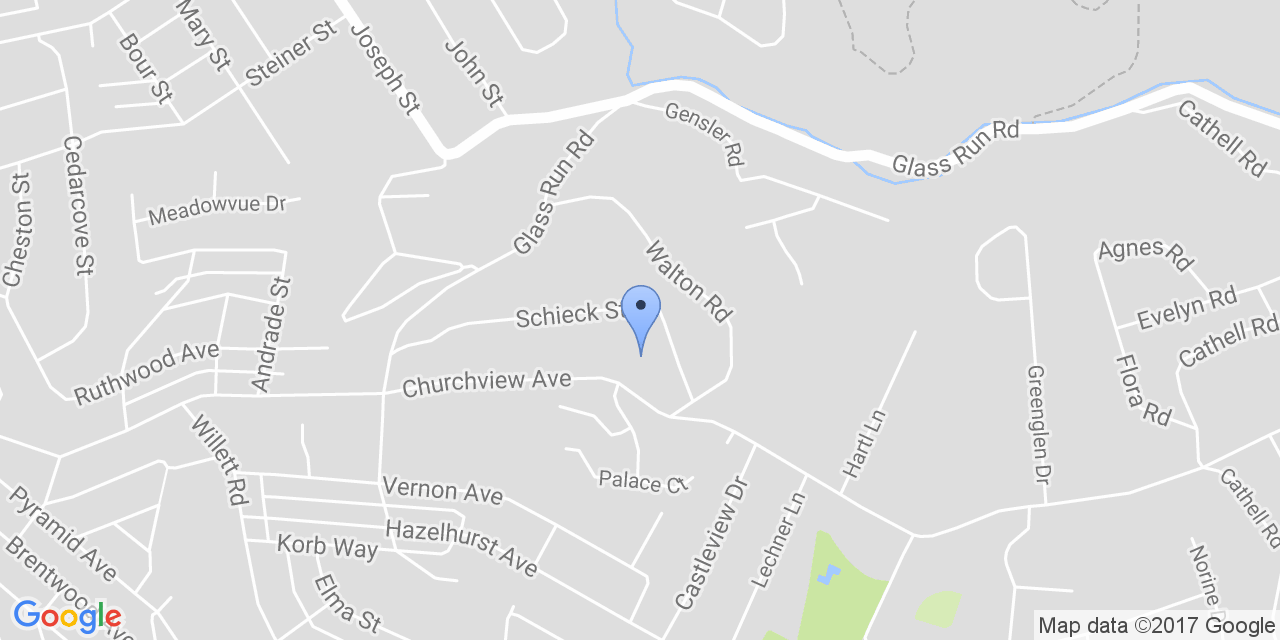 Mary St
Steiner St
Bour St
Joseph St
John St
Gensler Rd
Glass Run Rd
Cathell Rd
Cedarcove St
Cheston St
Meadowvue Dr
Glass Run Rd
Walton Rd
Agnes Rd
Evelyn Rd
Cathell Rd
Andrade St
Schieck St
Ruthwood Ave
Churchview Ave
Flora Rd
Greenglen Dr
Hartl Ln
Willett Rd
Palace Ct
Vernon Ave
Castleview Dr
Lechner Ln
Cathell Rd
Pyramid Ave
Hazelhurst Ave
Korb Way
Brentwood Ave
Elma St
Norine
Google
Map data ©2017 Google